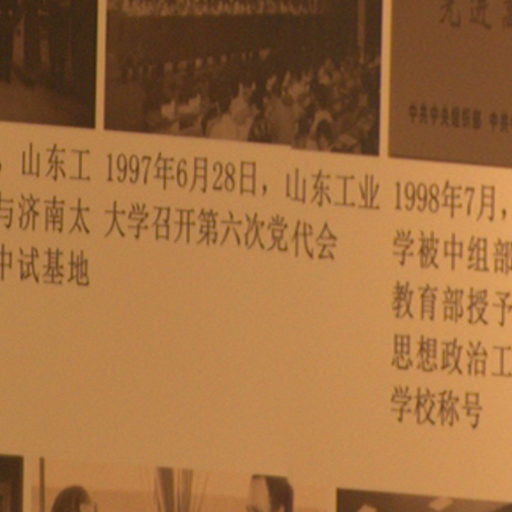 先进
中共中央组织部 中共
，山东工
与济南太
中试基地
1997年6月28日，山东工业
大学召开第六次党代会
1998年7月，
学被中组部
教育部授予
思想政治工
学校称号